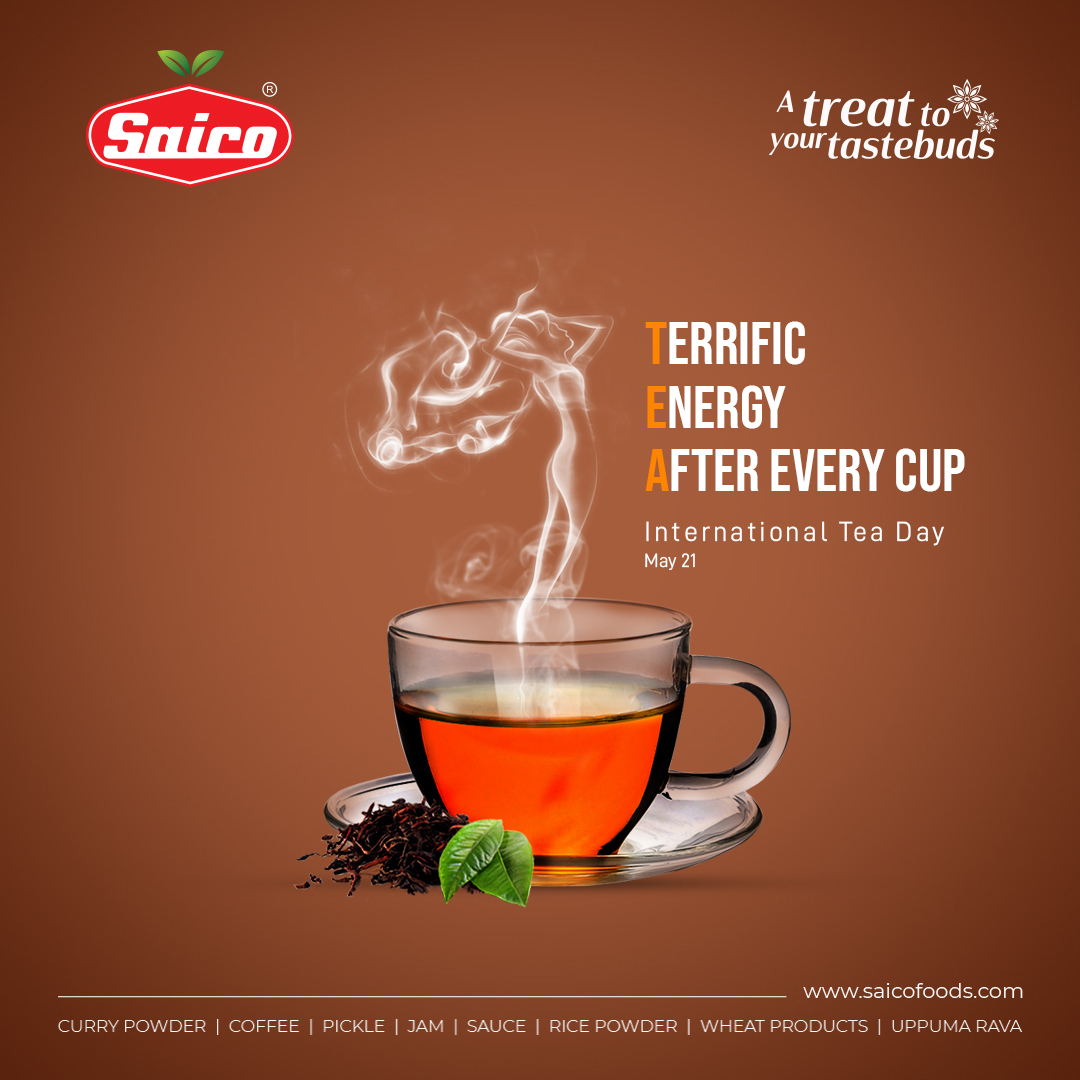 Saico ®
A treat to
your tastebuds
TERRIFIC
ENERGY
AFTER EVERY CUP
International Tea Day
May 21
www.saicofoods.com
CURRY POWDER | COFFEE | PICKLE | JAM | SAUCE | RICE POWDER | WHEAT PRODUCTS | UPPUMA RAVA